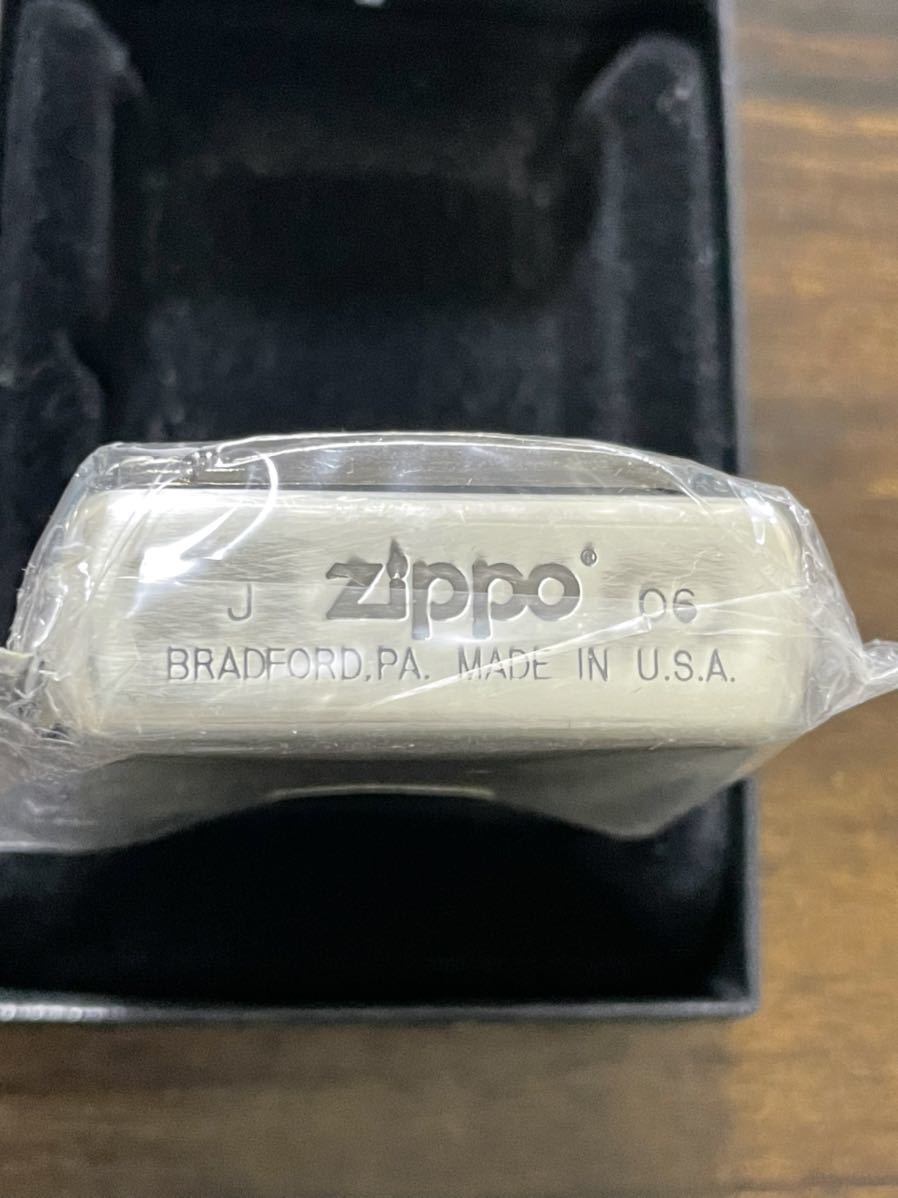 J zippo® 06
BRADFORD,PA. MADE IN U.S.A.